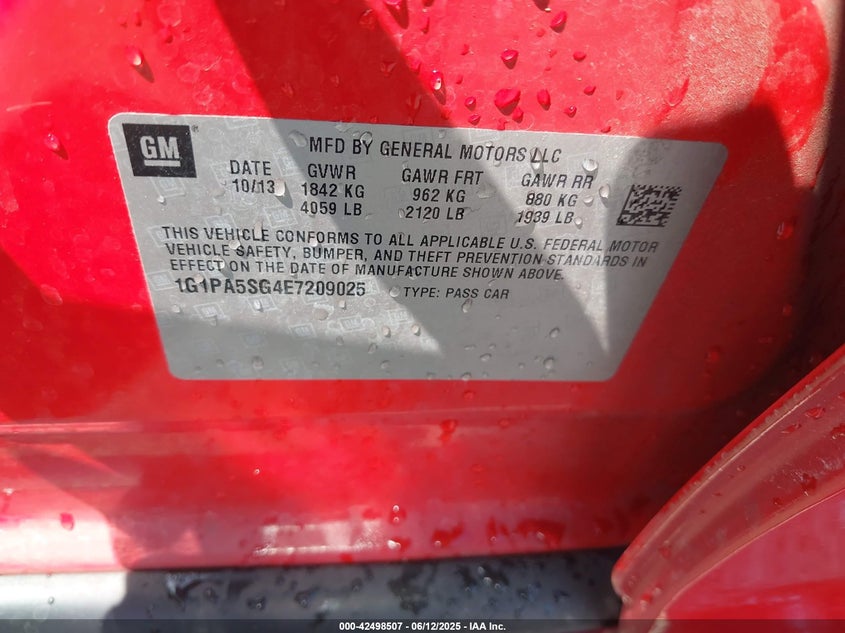 GM
MFD BY GENERAL MOTORS LLC
DATE GVWR GAWR FRT GAWR RR
10/13 1842 KG 962 KG 880 KG
4059 LB 2120 LB 1939 LB
THIS VEHICLE CONFORMS TO ALL APPLICABLE U.S. FEDERAL MOTOR
VEHICLE SAFETY, BUMPER, AND THEFT PREVENTION STANDARDS IN
EFFECT ON THE DATE OF MANUFACTURE SHOWN ABOVE.
1G1PA5SG4E7209025 TYPE: PASS CAR
000-42498507 - 06/12/2025 - IAA Inc.